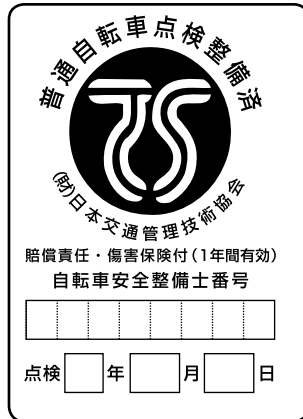 普通自転車点検整備済
TS
(財)日本交通管理技術協会
賠償責任・傷害保険付(1年間有効)
自転車安全整備士番号
点検 年 月 日